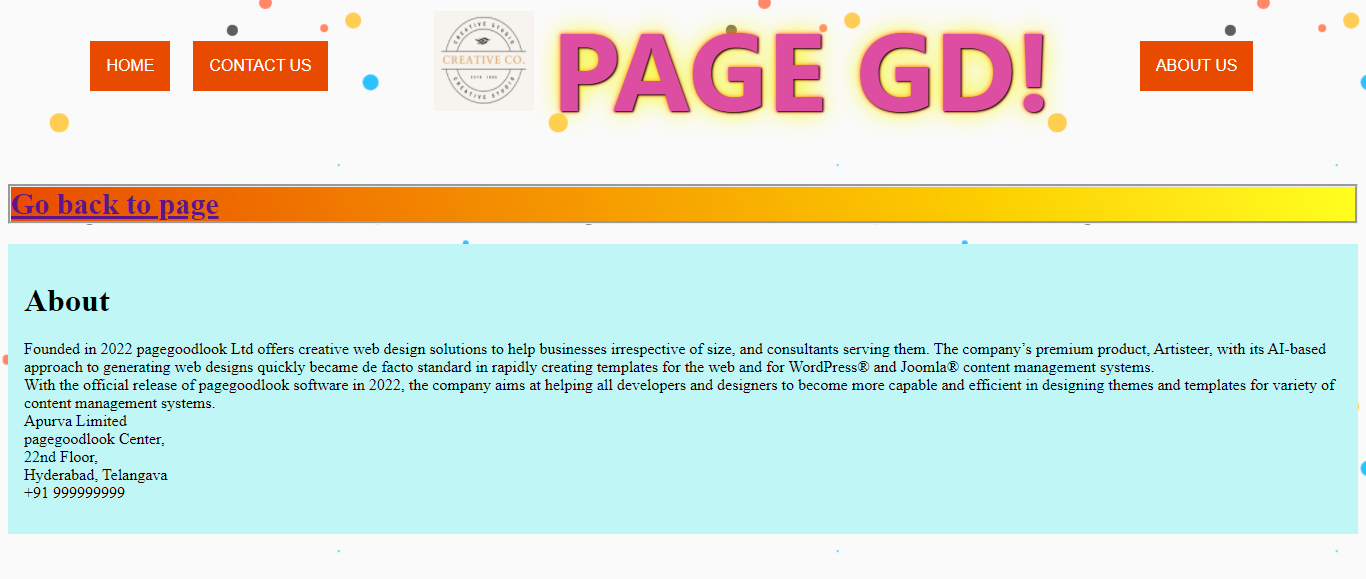 HOME
CONTACT US
CREATIVE STUDIO
CREATIVE CO.
CREATIVE STUDIO
PAGE GD!
ABOUT US
Go back to page
About
Founded in 2022 pagegoodlook Ltd offers creative web design solutions to help businesses irrespective of size, and consultants serving them. The company’s premium product, Artisteer, with its AI-based
approach to generating web designs quickly became de facto standard in rapidly creating templates for the web and for WordPress® and Joomla® content management systems.
With the official release of pagegoodlook software in 2022, the company aims at helping all developers and designers to become more capable and efficient in designing themes and templates for variety of
content management systems.
Apurva Limited
pagegoodlook Center,
22nd Floor,
Hyderabad, Telangava
+91 999999999